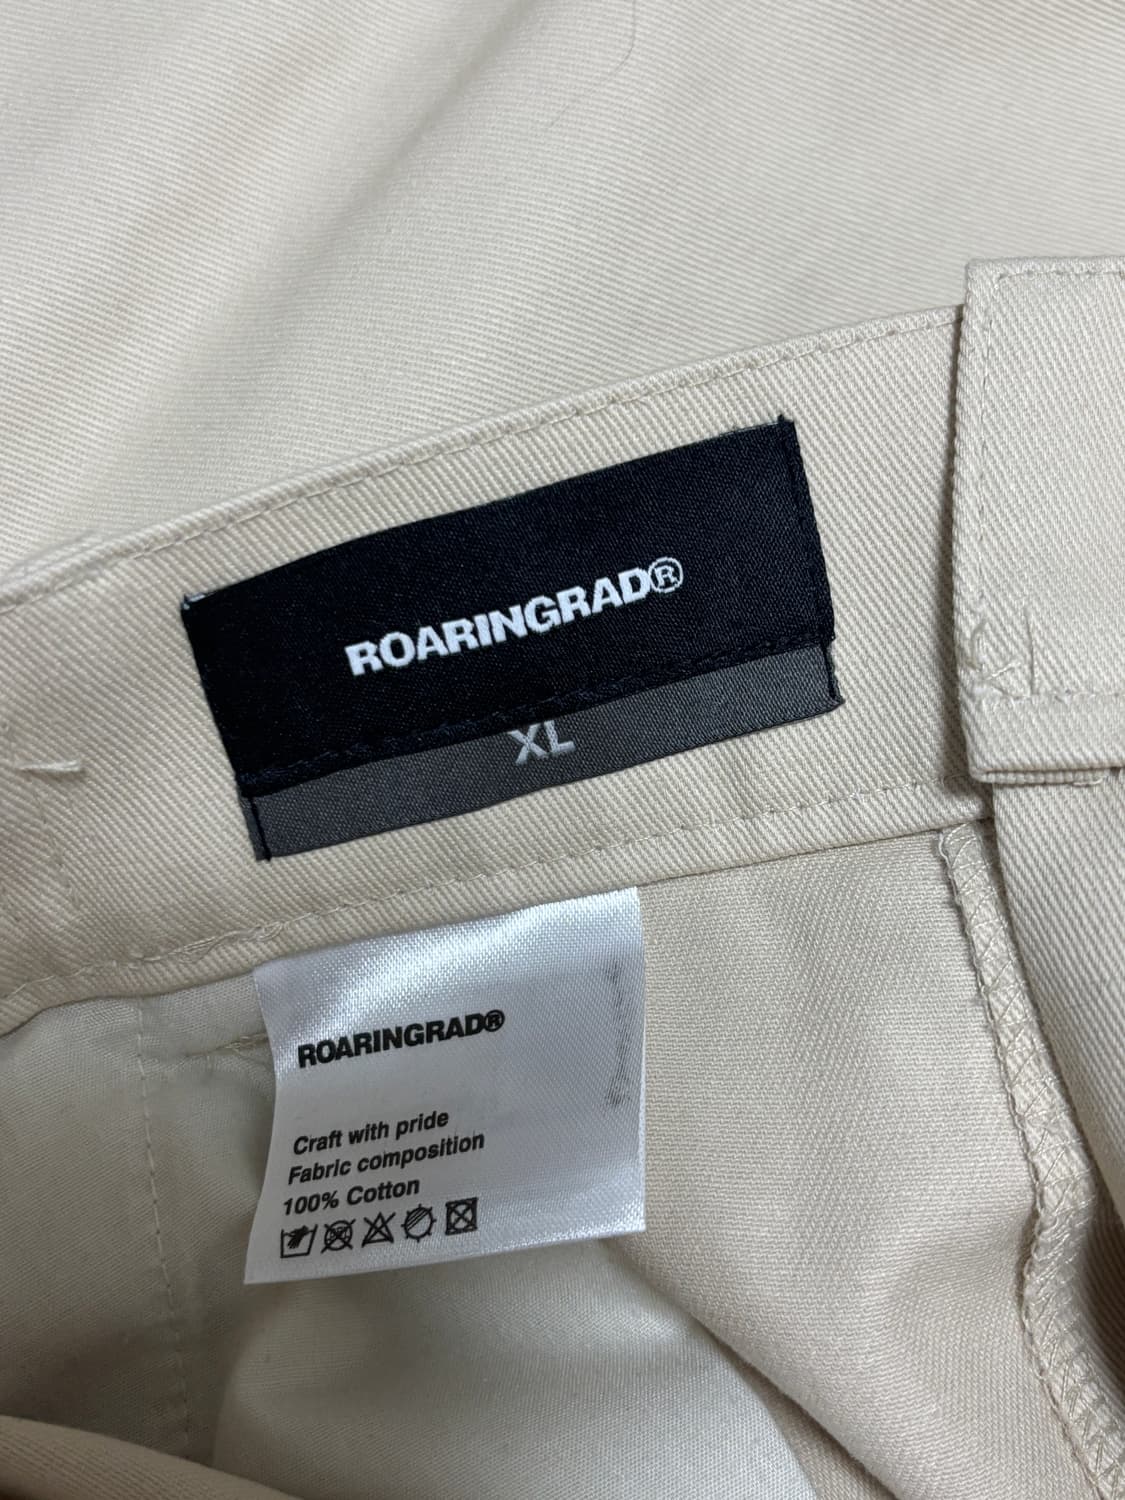 ROARINGRAD®
XL
ROARINGRAD®
Craft with pride
Fabric composition
100% Cotton